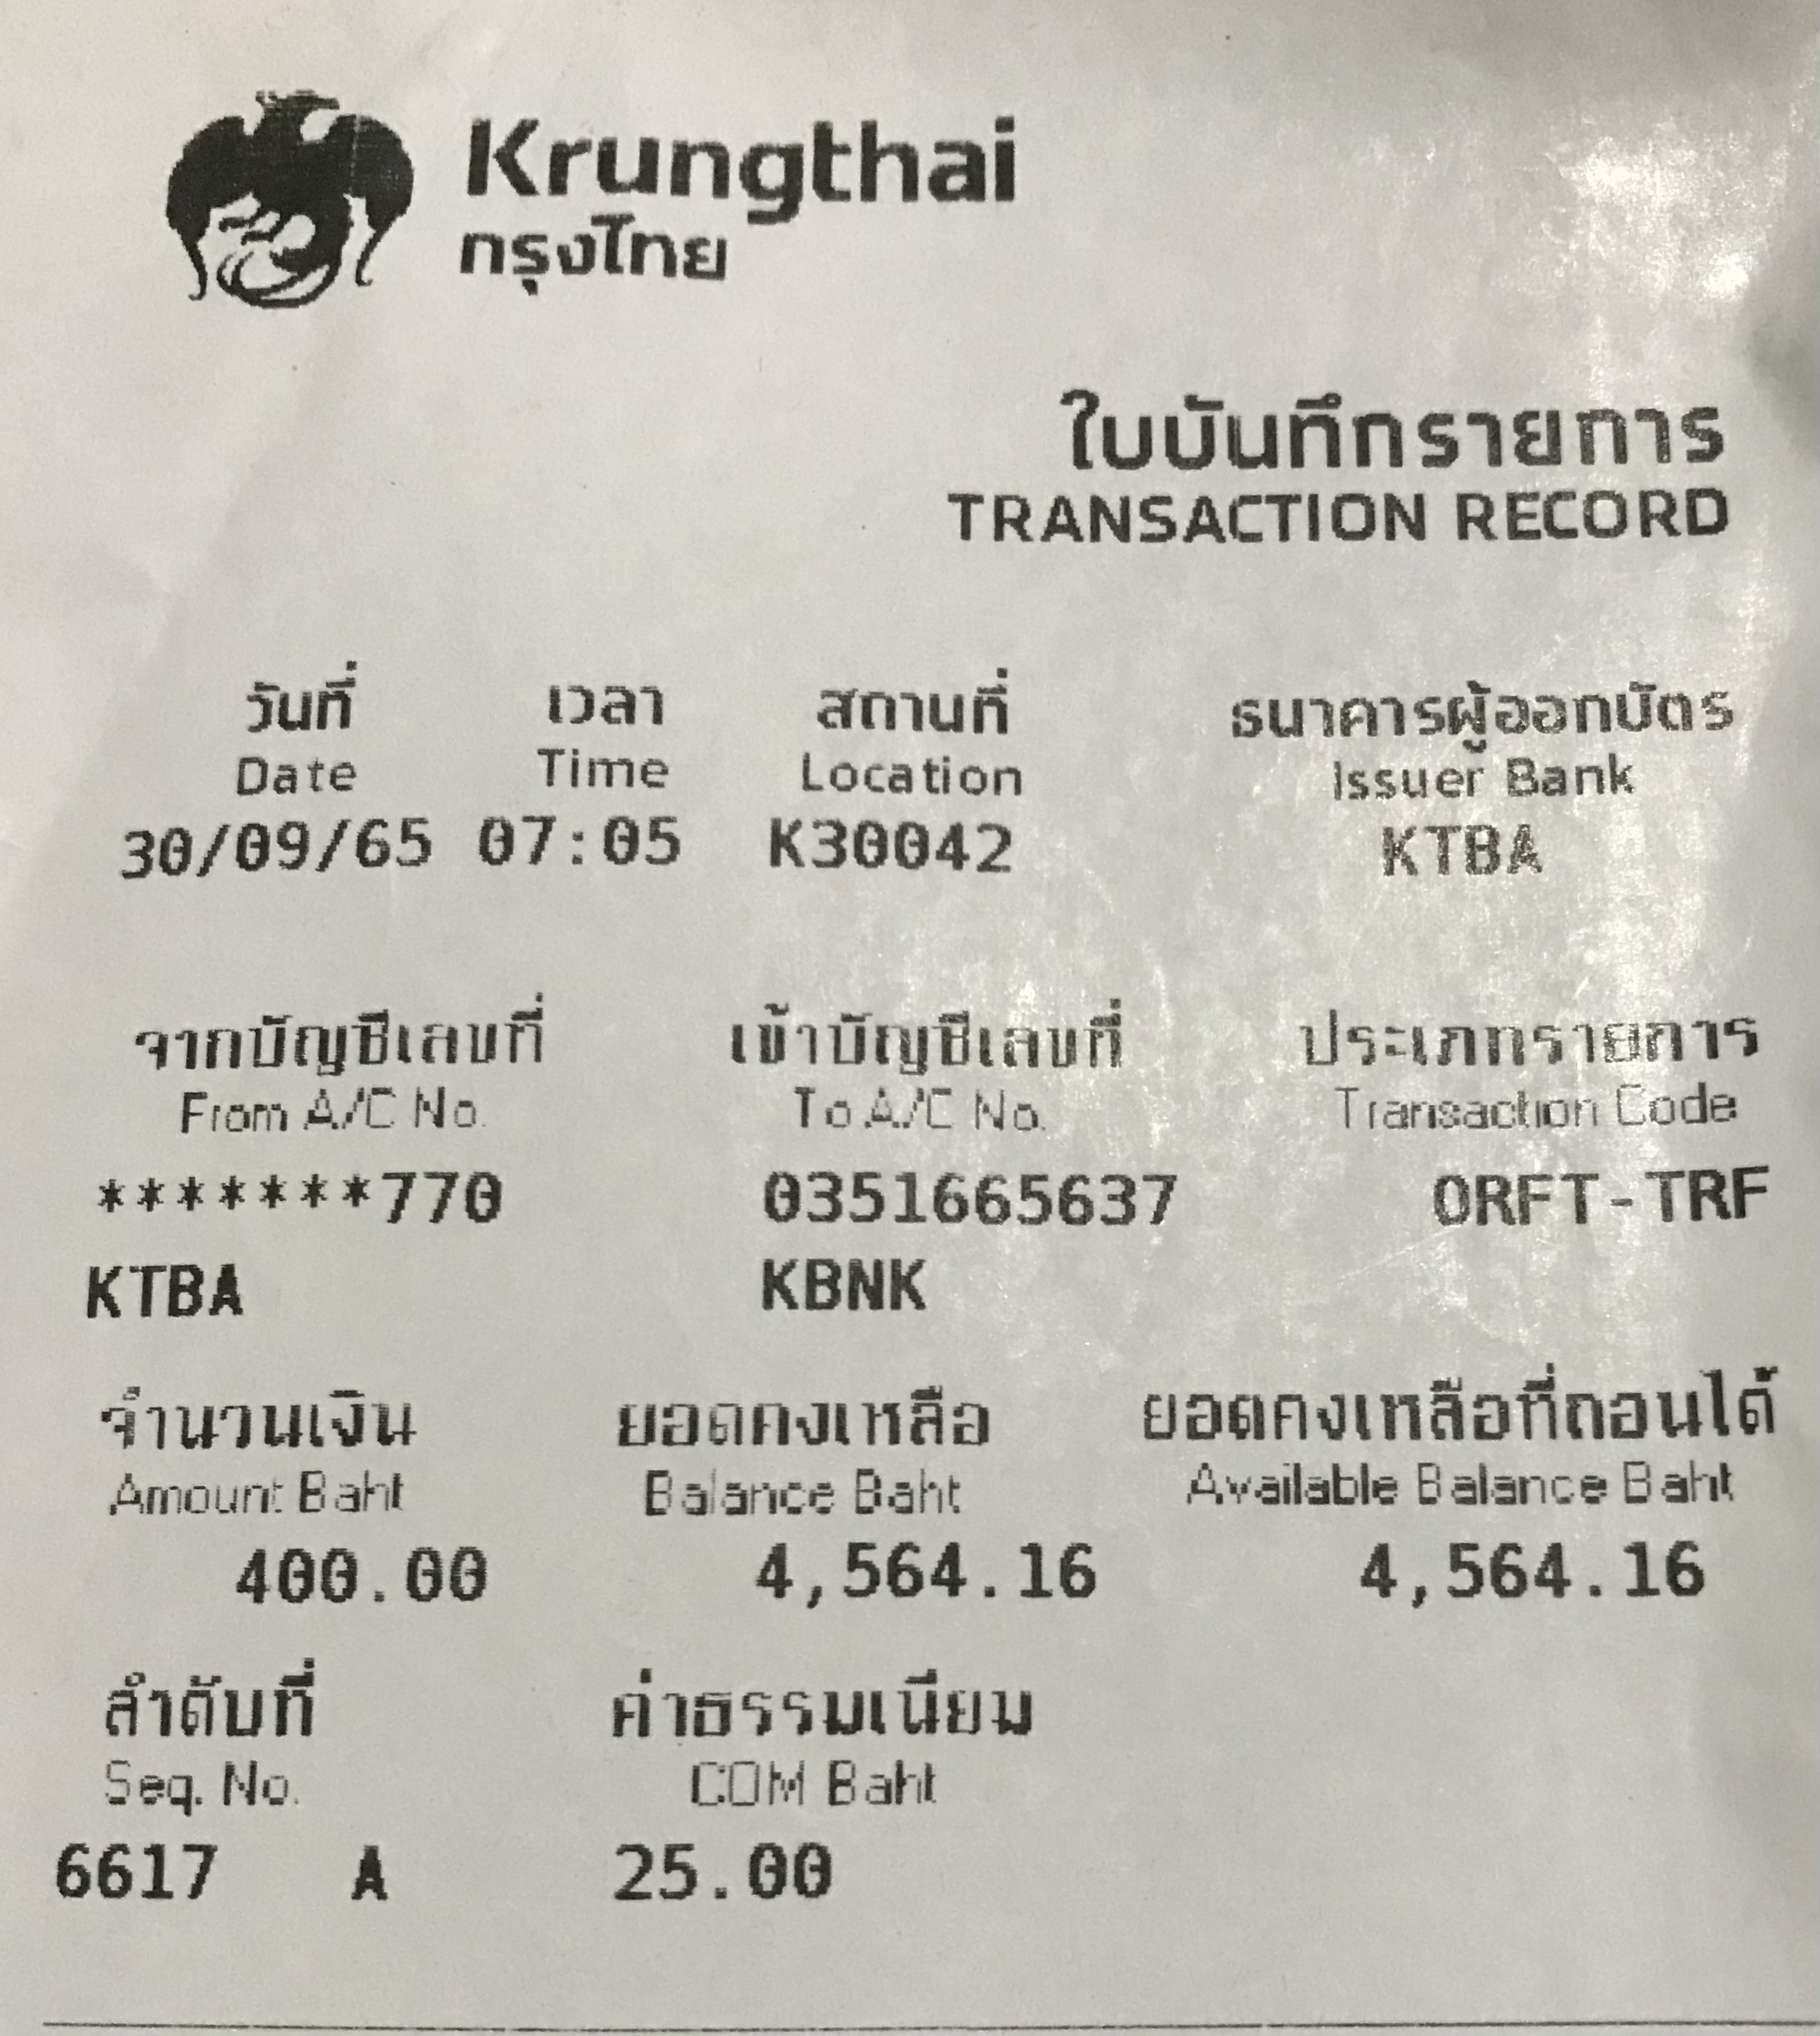 Krungthai
กรุงไทย
ใบบันทึกรายการ
TRANSACTION RECORD
วันที่ เวลา สถานที่ ธนาคารผู้ออกบัตร
Date Time Location Issuer Bank
30/09/65 07:05 K30042 KTBA
จากบัญชีเลขที่ เข้าบัญชีเลขที่ ประเภทรายการ
From A/C No. To A/C No. Transaction Code
*******770 0351665637 ORFT-TRF
KTBA KBNK
จำนวนเงิน ยอดคงเหลือ ยอดคงเหลือที่ถอนได้
Amount Baht Balance Baht Available Balance Baht
400.00 4,564.16 4,564.16
ลำดับที่ ค่าธรรมเนียม
Seq. No. COM Baht
6617 A 25.00